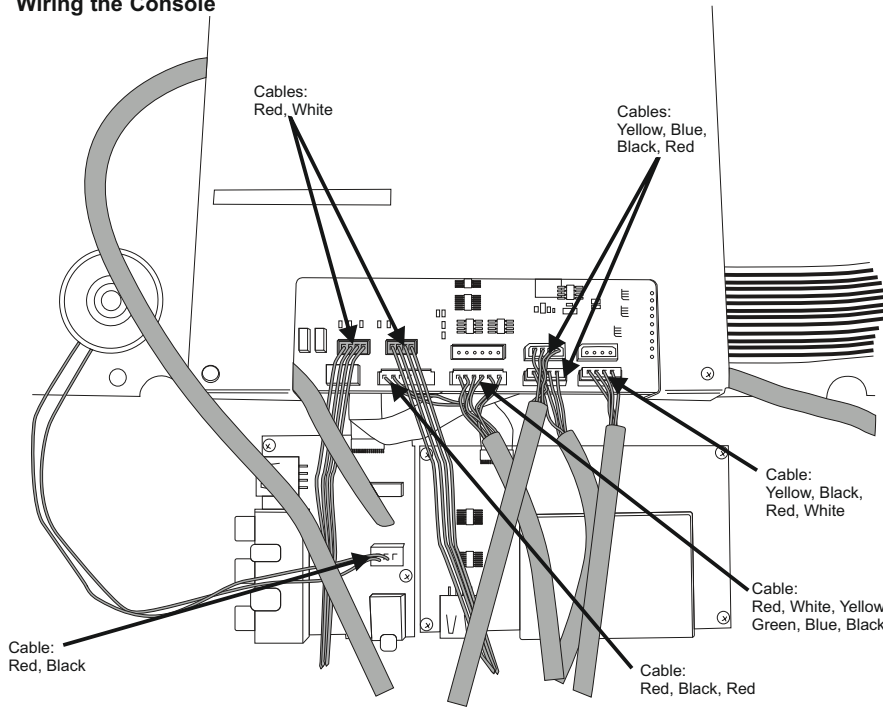 Wiring the Console
Cables:
Red, White
Cables:
Yellow, Blue,
Black, Red
Cable:
Yellow, Black,
Red, White
Cable:
Red, White, Yellow
Green, Blue, Black
Cable:
Red, Black
Cable:
Red, Black, Red